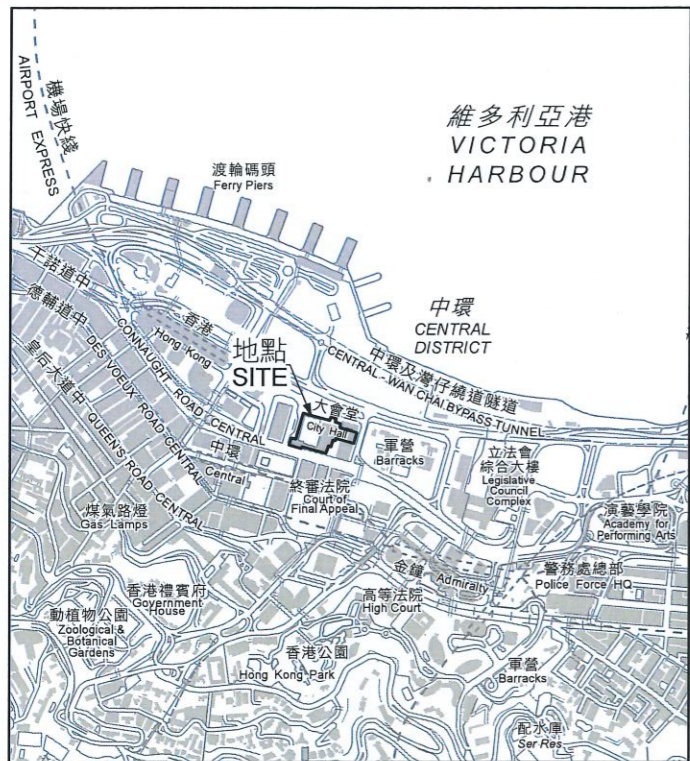 機場快綫
AIRPORT EXPRESS
維多利亞港
VICTORIA
HARBOUR
渡輪碼頭
Ferry Piers
中環
CENTRAL
DISTRICT
干諾道中
CONNAUGHT ROAD CENTRAL
德輔道中
DES VOEUX ROAD CENTRAL
皇后大道中
QUEEN'S ROAD CENTRAL
香港
Hong Kong
地點
SITE
中環及灣仔繞道隧道
CENTRAL - WAN CHAI BYPASS TUNNEL
大會堂
City Hall
中環
Central
軍營
Barracks
立法會
綜合大樓
Legislative
Council
Complex
終審法院
Court of
Final Appeal
煤氣路燈
Gas Lamps
演藝學院
Academy for
Performing Arts
金鐘
Admiralty
警務處總部
Police Force HQ
香港禮賓府
Government
House
高等法院
High Court
動植物公園
Zoological &
Botanical
Gardens
香港公園
Hong Kong Park
軍營
Barracks
配水庫
Ser Res